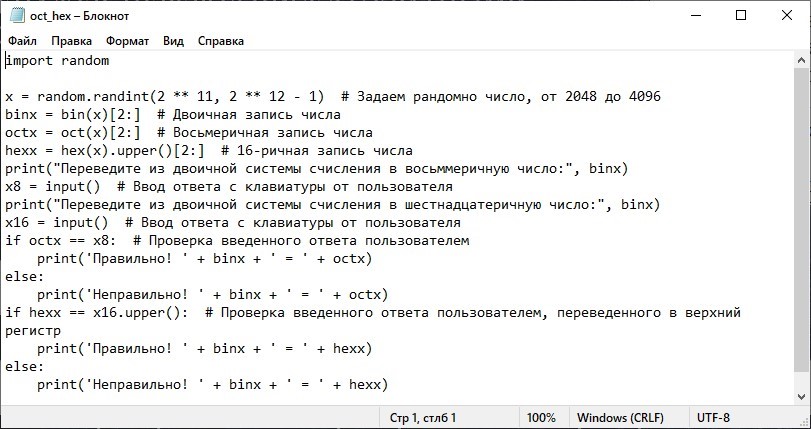 oct_hex – Блокнот
Файл Правка Формат Вид Справка
import random

x = random.randint(2 ** 11, 2 ** 12 - 1)  # Задаем рандомно число, от 2048 до 4096
binx = bin(x)[2:]  # Двоичная запись числа
octx = oct(x)[2:]  # Восьмеричная запись числа
hexx = hex(x).upper()[2:]  # 16-ричная запись числа
print("Переведите из двоичной системы счисления в восьммеричную число:", binx)
x8 = input()  # Ввод ответа с клавиатуры от пользователя
print("Переведите из двоичной системы счисления в шестнадцатеричную число:", binx)
x16 = input()  # Ввод ответа с клавиатуры от пользователя
if octx == x8:  # Проверка введенного ответа пользователем
    print('Правильно! ' + binx + ' = ' + octx)
else:
    print('Неправильно! ' + binx + ' = ' + octx)
if hexx == x16.upper():  # Проверка введенного ответа пользователем, переведенного в верхний
регистр
    print('Правильно! ' + binx + ' = ' + hexx)
else:
    print('Неправильно! ' + binx + ' = ' + hexx)
Стр 1, стлб 1 100% Windows (CRLF) UTF-8